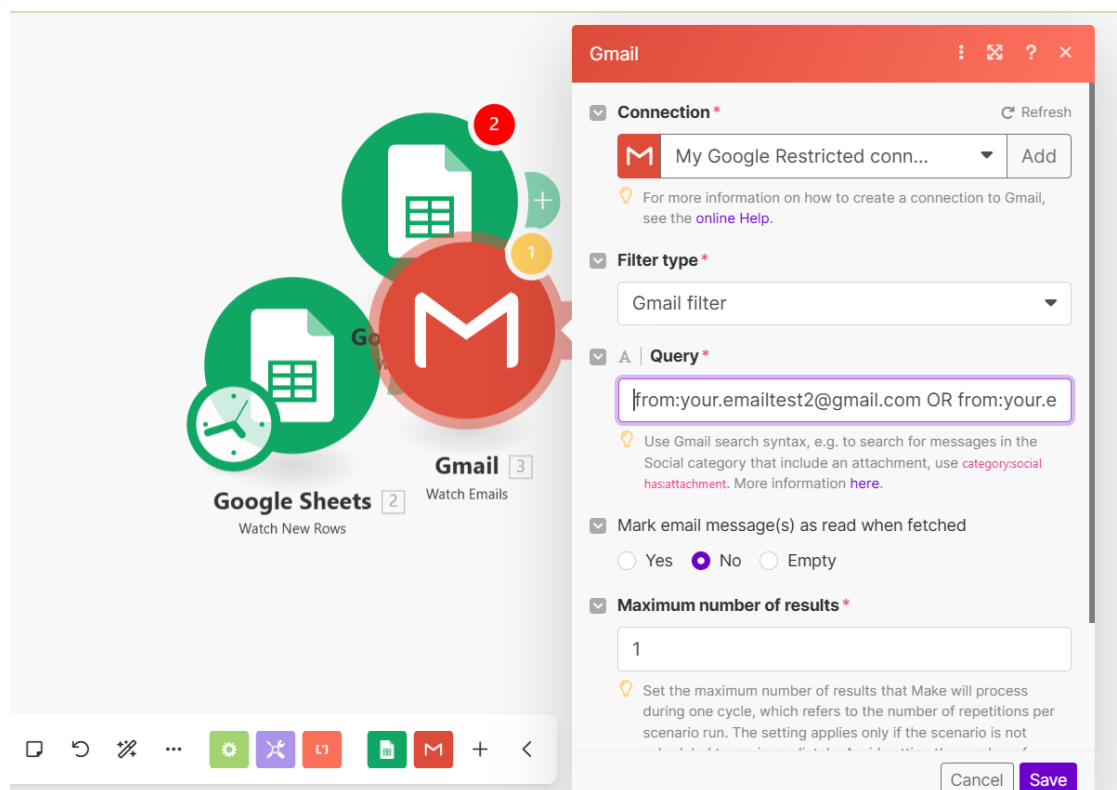 Gmail
Connection *
Refresh
My Google Restricted conn...
Add
For more information on how to create a connection to Gmail,
see the online Help.
Filter type *
Gmail filter
A Query *
from:your.emailtest2@gmail.com OR from:your.e
Use Gmail search syntax, e.g. to search for messages in the
Social category that include an attachment, use category:social
has:attachment. More information here.
Mark email message(s) as read when fetched
Yes No Empty
Maximum number of results *
1
Set the maximum number of results that Make will process
during one cycle, which refers to the number of repetitions per
scenario run. The setting applies only if the scenario is not
Cancel Save
2
1
Go
W
Gmail 3
Watch Emails
Google Sheets 2
Watch New Rows